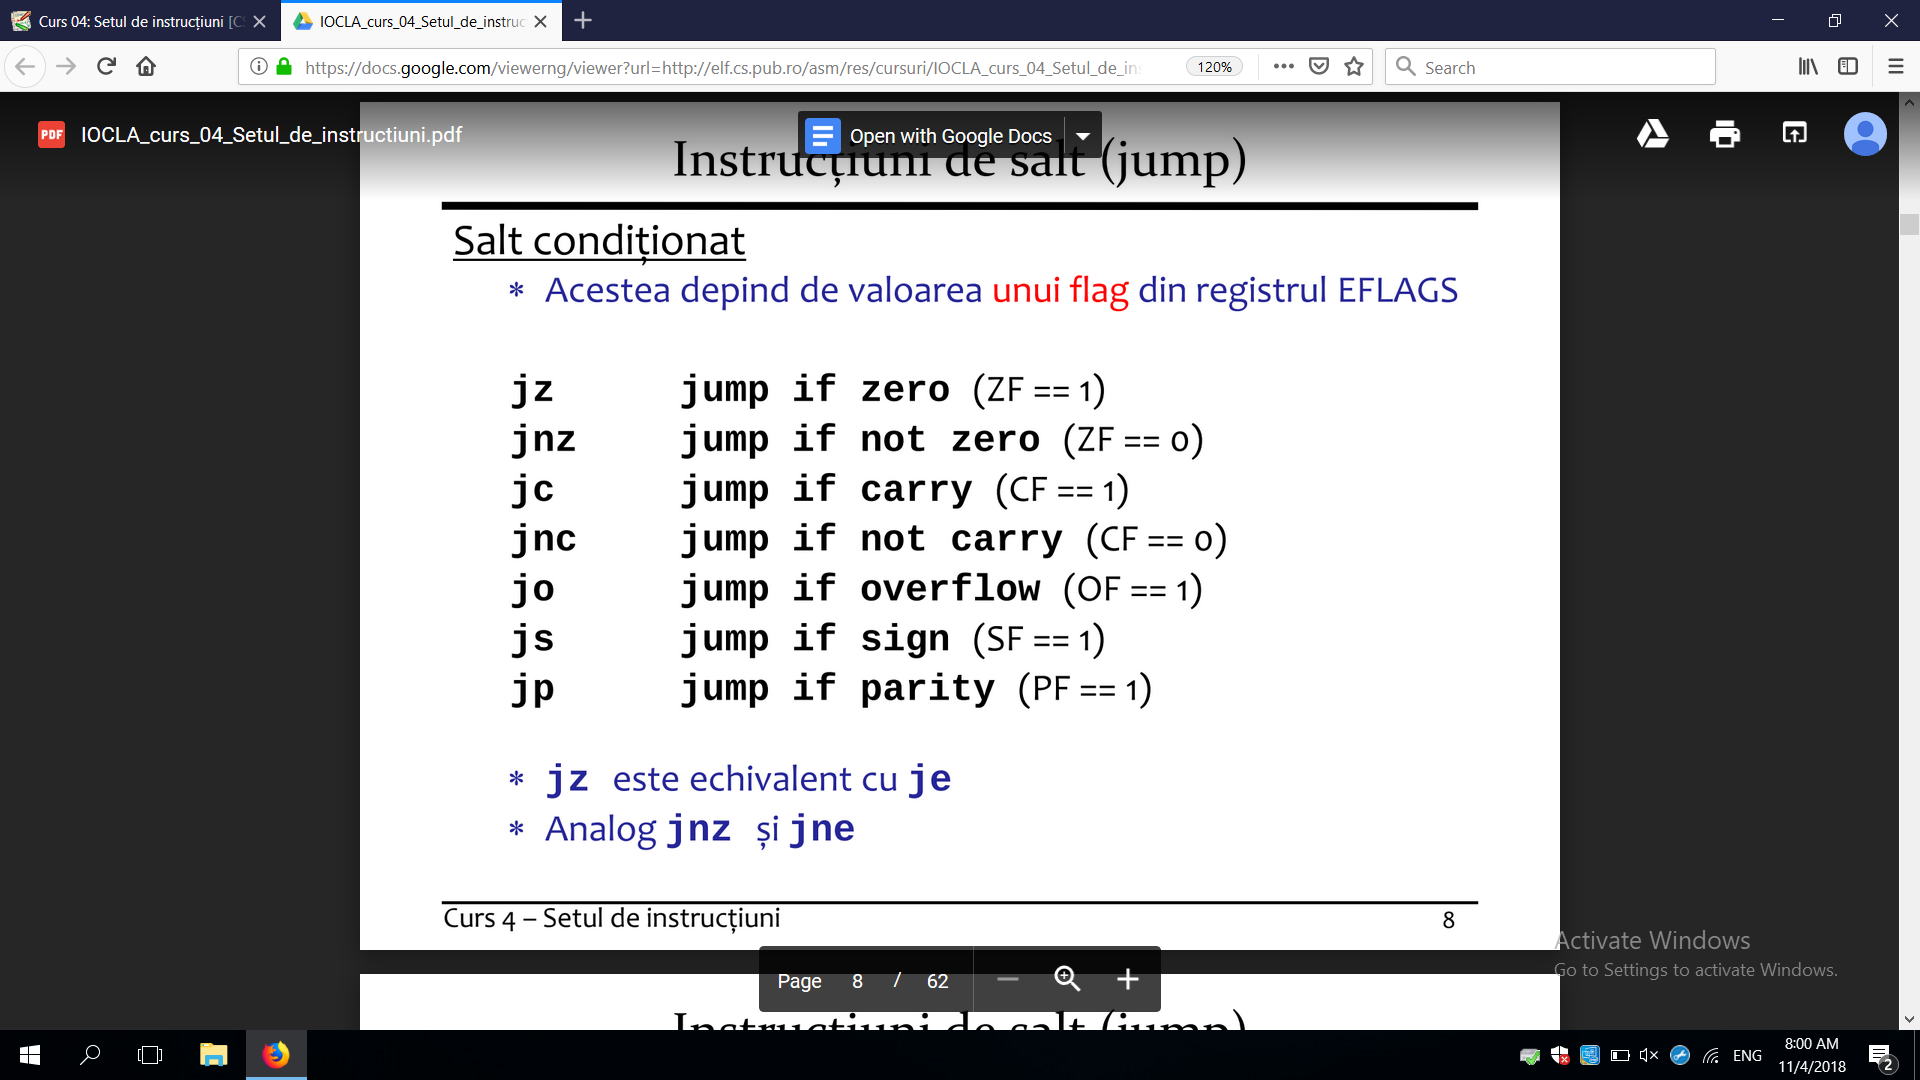 Curs 04: Setul de instrucțiuni [C
IOCLA_curs_04_Setul_de_instruc
https://docs.google.com/viewerng/viewer?url=http://elf.cs.pub.ro/asm/res/cursuri/IOCLA_curs_04_Setul_de_in
120%
Search
PDF IOCLA_curs_04_Setul_de_instructiuni.pdf
Open with Google Docs
Instrucțiuni de salt (jump)
Salt condiționat
* Acestea depind de valoarea unui flag din registrul EFLAGS
jz jump if zero (ZF == 1)
jnz jump if not zero (ZF == 0)
jc jump if carry (CF == 1)
jnc jump if not carry (CF == 0)
jo jump if overflow (OF == 1)
js jump if sign (SF == 1)
jp jump if parity (PF == 1)
* jz este echivalent cu je
* Analog jnz și jne
Curs 4 – Setul de instrucțiuni 8
Activate Windows
Go to Settings to activate Windows.
Page 8 / 62
Instrucțiuni de salt (jump)
ENG
8:00 AM
11/4/2018
2